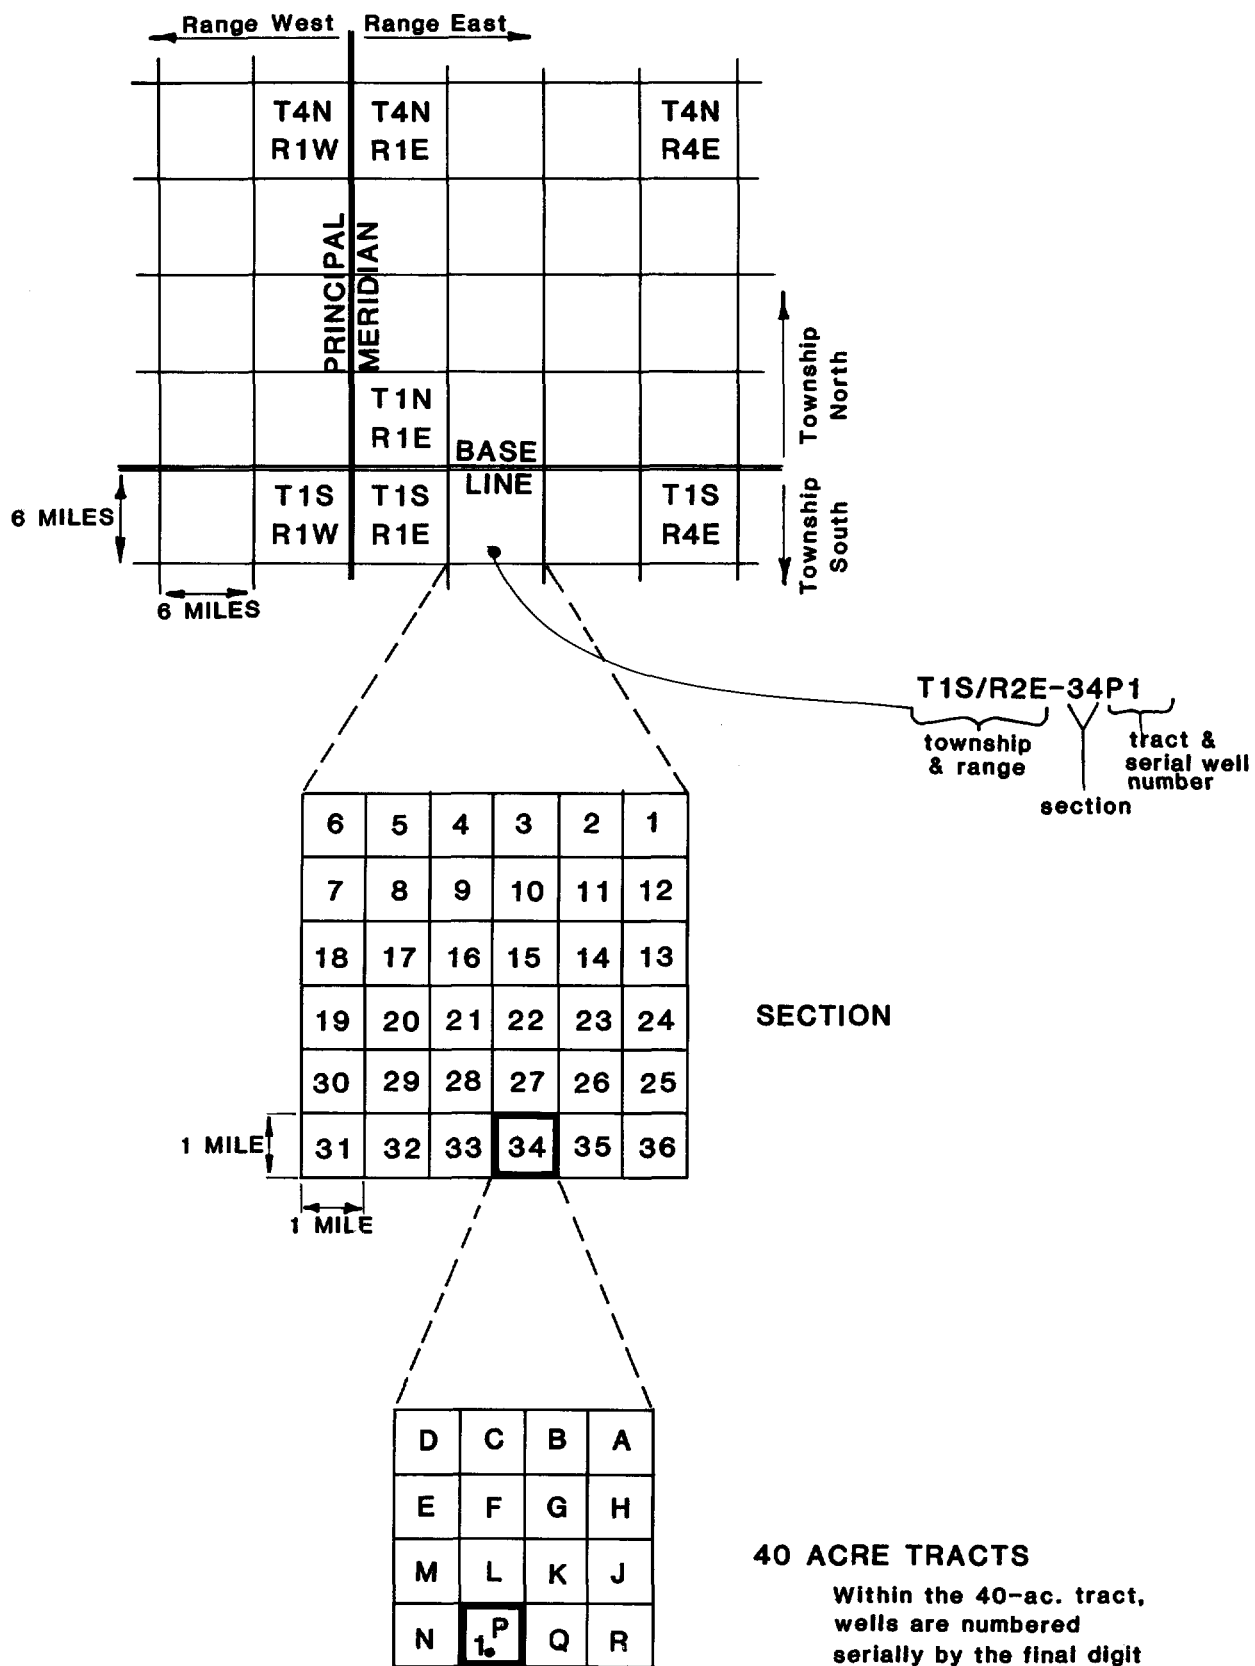 Range West Range East
T4N T4N T4N
R1W R1E R4E
PRINCIPAL
MERIDIAN
Township
North
T1N
R1E
BASE
LINE
T1S T1S T1S
R1W R1E R4E
Township
South
6 MILES
6 MILES
T1S/R2E-34P1
township
& range
section
tract &
serial well
number
6 5 4 3 2 1
7 8 9 10 11 12
18 17 16 15 14 13
19 20 21 22 23 24
30 29 28 27 26 25
31 32 33 34 35 36
SECTION
1 MILE
1 MILE
D C B A
E F G H
M L K J
N 1. P Q R
40 ACRE TRACTS
Within the 40-ac. tract,
wells are numbered
serially by the final digit